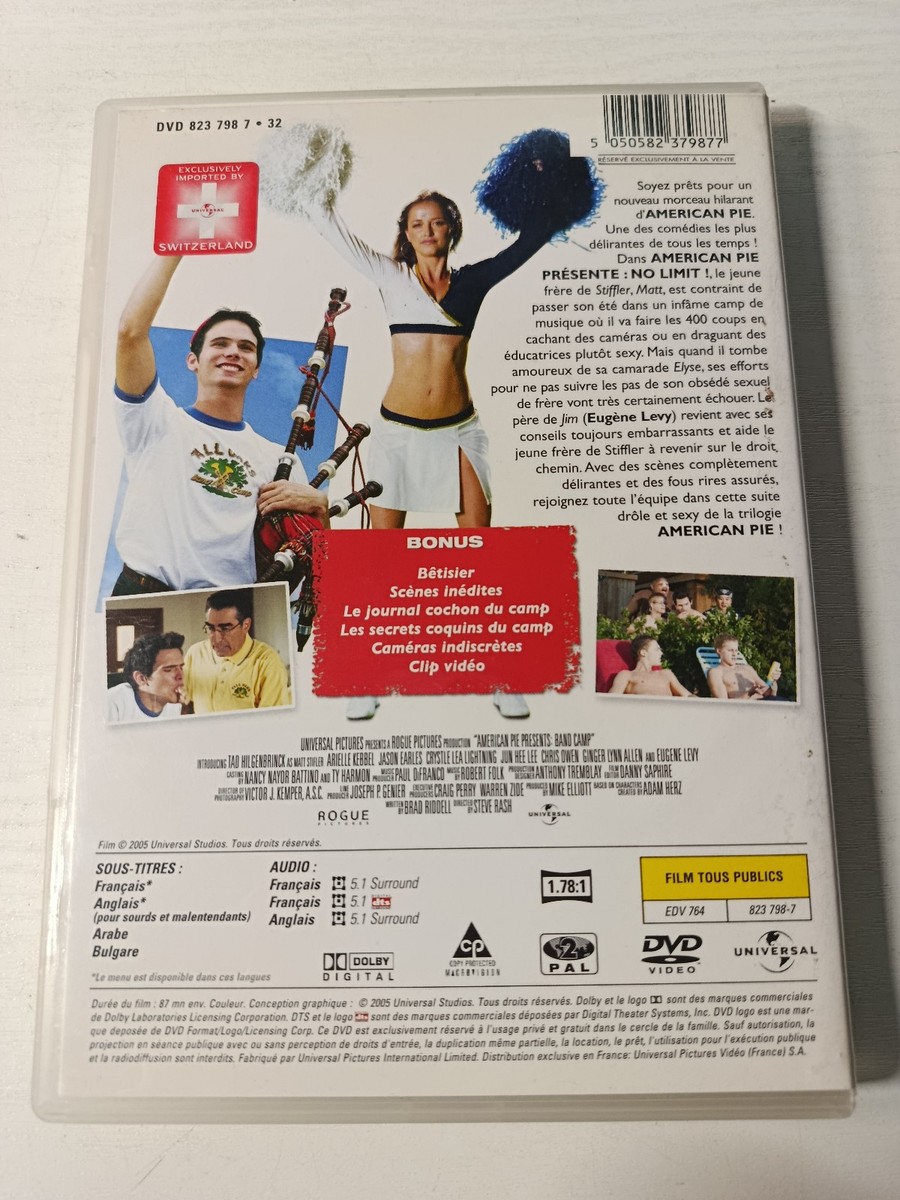 DVD 823 798 7 • 32
5 050582 379877
RÉSERVÉ EXCLUSIVEMENT À LA VENTE
EXCLUSIVELY
IMPORTED BY
UNIVERSAL
SWITZERLAND
Soyez prêts pour un
nouveau morceau hilarant
d'AMERICAN PIE.
Une des comédies les plus
délirantes de tous les temps !
Dans AMERICAN PIE
PRÉSENTE : NO LIMIT !, le jeune
frère de Stiffler, Matt, est contraint de
passer son été dans un infâme camp de
musique où il va faire les 400 coups en
cachant des caméras ou en draguant des
éducatrices plutôt sexy. Mais quand il tombe
amoureux de sa camarade Elyse, ses efforts
pour ne pas suivre les pas de son obsédé sexuel
de frère vont très certainement échouer. Le
père de Jim (Eugène Levy) revient avec ses
conseils toujours embarrassants et aide le
jeune frère de Stiffler à revenir sur le droit
chemin. Avec des scènes complètement
délirantes et des fous rires assurés,
rejoignez toute l'équipe dans cette suite
drôle et sexy de la trilogie
AMERICAN PIE !
BONUS
Bêtisier
Scènes inédites
Le journal cochon du camp
Les secrets coquins du camp
Caméras indiscrètes
Clip vidéo
UNIVERSAL PICTURES PRESENTS A ROGUE PICTURES PRODUCTION "AMERICAN PIE PRESENTS: BAND CAMP"
INTRODUCING TAD HILGENBRINCK AS MATT STIFLER ARIELLE KEBBEL JASON EARLES CRYSTLE LEA LIGHTNING JUN HEE LEE CHRIS OWEN GINGER LYNN ALLEN AND EUGENE LEVY
CASTING BY NANCY NAYOR BATTINO AND TY HARMON MUSIC PRODUCER PAUL DiFRANCO MUSIC BY ROBERT FOLK PRODUCTION DESIGNER ANTHONY TREMBLAY FILM EDITOR DANNY SAPHIRE
DIRECTOR OF PHOTOGRAPHY VICTOR J. KEMPER, A.S.C. LINE PRODUCER JOSEPH P. GENIER EXECUTIVE PRODUCERS CRAIG PERRY WARREN ZIDE PRODUCED BY MIKE ELLIOTT BASED ON CHARACTERS CREATED BY ADAM HERZ
WRITTEN BY BRAD RIDDELL DIRECTED BY STEVE RASH
ROGUE
PICTURES
UNIVERSAL
Film © 2005 Universal Studios. Tous droits réservés.
SOUS-TITRES :
Français*
Anglais*
(pour sourds et malentendants)
Arabe
Bulgare
*Le menu est disponible dans ces langues
AUDIO :
Français 5.1 Surround
Français 5.1 dts
Anglais 5.1 Surround
DOLBY
DIGITAL
cp
COPY PROTECTED
MACROVISION
1.78:1
2
PAL
FILM TOUS PUBLICS
EDV 764
823 798-7
DVD
VIDEO
UNIVERSAL
Durée du film : 87 mn env. Couleur. Conception graphique : © 2005 Universal Studios. Tous droits réservés. Dolby et le logo sont des marques commerciales
de Dolby Laboratories Licensing Corporation. DTS et le logo dts sont des marques commerciales déposées par Digital Theater Systems, Inc. DVD logo est une mar-
que deposée de DVD Format/Logo/Licensing Corp. Ce DVD est exclusivement réservé à l'usage privé et gratuit dans le cercle de la famille. Sauf autorisation, la
projection en séance publique avec ou sans perception de droits d'entrée, la duplication même partielle, la location, le prêt, l'utilisation pour l'exécution publique
et la radiodiffusion sont interdits. Fabriqué par Universal Pictures International Limited. Distribution exclusive en France: Universal Pictures Vidéo (France) S.A.